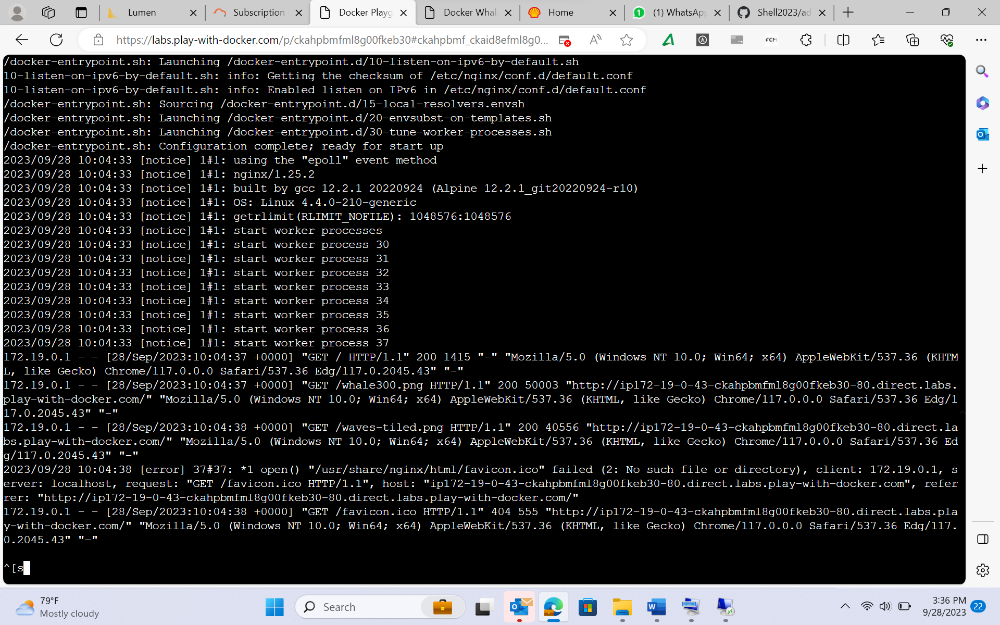 Lumen
Subscription
Docker Playg
Docker Whal
Home
(1) WhatsApp
Shell2023/ad
https://labs.play-with-docker.com/p/ckahpbmfml8g00fkeb30#ckahpbmf_ckaid8efml8g0...
A
FCM
/docker-entrypoint.sh: Launching /docker-entrypoint.d/10-listen-on-ipv6-by-default.sh
10-listen-on-ipv6-by-default.sh: info: Getting the checksum of /etc/nginx/conf.d/default.conf
10-listen-on-ipv6-by-default.sh: info: Enabled listen on IPv6 in /etc/nginx/conf.d/default.conf
/docker-entrypoint.sh: Sourcing /docker-entrypoint.d/15-local-resolvers.envsh
/docker-entrypoint.sh: Launching /docker-entrypoint.d/20-envsubst-on-templates.sh
/docker-entrypoint.sh: Launching /docker-entrypoint.d/30-tune-worker-processes.sh
/docker-entrypoint.sh: Configuration complete; ready for start up
2023/09/28 10:04:33 [notice] 1#1: using the "epoll" event method
2023/09/28 10:04:33 [notice] 1#1: nginx/1.25.2
2023/09/28 10:04:33 [notice] 1#1: built by gcc 12.2.1 20220924 (Alpine 12.2.1_git20220924-r10)
2023/09/28 10:04:33 [notice] 1#1: OS: Linux 4.4.0-210-generic
2023/09/28 10:04:33 [notice] 1#1: getrlimit(RLIMIT_NOFILE): 1048576:1048576
2023/09/28 10:04:33 [notice] 1#1: start worker processes
2023/09/28 10:04:33 [notice] 1#1: start worker process 30
2023/09/28 10:04:33 [notice] 1#1: start worker process 31
2023/09/28 10:04:33 [notice] 1#1: start worker process 32
2023/09/28 10:04:33 [notice] 1#1: start worker process 33
2023/09/28 10:04:33 [notice] 1#1: start worker process 34
2023/09/28 10:04:33 [notice] 1#1: start worker process 35
2023/09/28 10:04:33 [notice] 1#1: start worker process 36
2023/09/28 10:04:33 [notice] 1#1: start worker process 37
172.19.0.1 - - [28/Sep/2023:10:04:37 +0000] "GET / HTTP/1.1" 200 1415 "-" "Mozilla/5.0 (Windows NT 10.0; Win64; x64) AppleWebKit/537.36 (KHTM
L, like Gecko) Chrome/117.0.0.0 Safari/537.36 Edg/117.0.2045.43" "-"
172.19.0.1 - - [28/Sep/2023:10:04:37 +0000] "GET /whale300.png HTTP/1.1" 200 50003 "http://ip172-19-0-43-ckahpbmfml8g00fkeb30-80.direct.labs.
play-with-docker.com/" "Mozilla/5.0 (Windows NT 10.0; Win64; x64) AppleWebKit/537.36 (KHTML, like Gecko) Chrome/117.0.0.0 Safari/537.36 Edg/1
17.0.2045.43" "-"
172.19.0.1 - - [28/Sep/2023:10:04:38 +0000] "GET /waves-tiled.png HTTP/1.1" 200 40556 "http://ip172-19-0-43-ckahpbmfml8g00fkeb30-80.direct.la
bs.play-with-docker.com/" "Mozilla/5.0 (Windows NT 10.0; Win64; x64) AppleWebKit/537.36 (KHTML, like Gecko) Chrome/117.0.0.0 Safari/537.36 Ed
g/117.0.2045.43" "-"
2023/09/28 10:04:38 [error] 37#37: *1 open() "/usr/share/nginx/html/favicon.ico" failed (2: No such file or directory), client: 172.19.0.1, s
erver: localhost, request: "GET /favicon.ico HTTP/1.1", host: "ip172-19-0-43-ckahpbmfml8g00fkeb30-80.direct.labs.play-with-docker.com", refer
rer: "http://ip172-19-0-43-ckahpbmfml8g00fkeb30-80.direct.labs.play-with-docker.com/"
172.19.0.1 - - [28/Sep/2023:10:04:38 +0000] "GET /favicon.ico HTTP/1.1" 404 555 "http://ip172-19-0-43-ckahpbmfml8g00fkeb30-80.direct.labs.pla
y-with-docker.com/" "Mozilla/5.0 (Windows NT 10.0; Win64; x64) AppleWebKit/537.36 (KHTML, like Gecko) Chrome/117.0.0.0 Safari/537.36 Edg/117.
0.2045.43" "-"
^[s
79°F
Mostly cloudy
Search
3:36 PM
9/28/2023
22